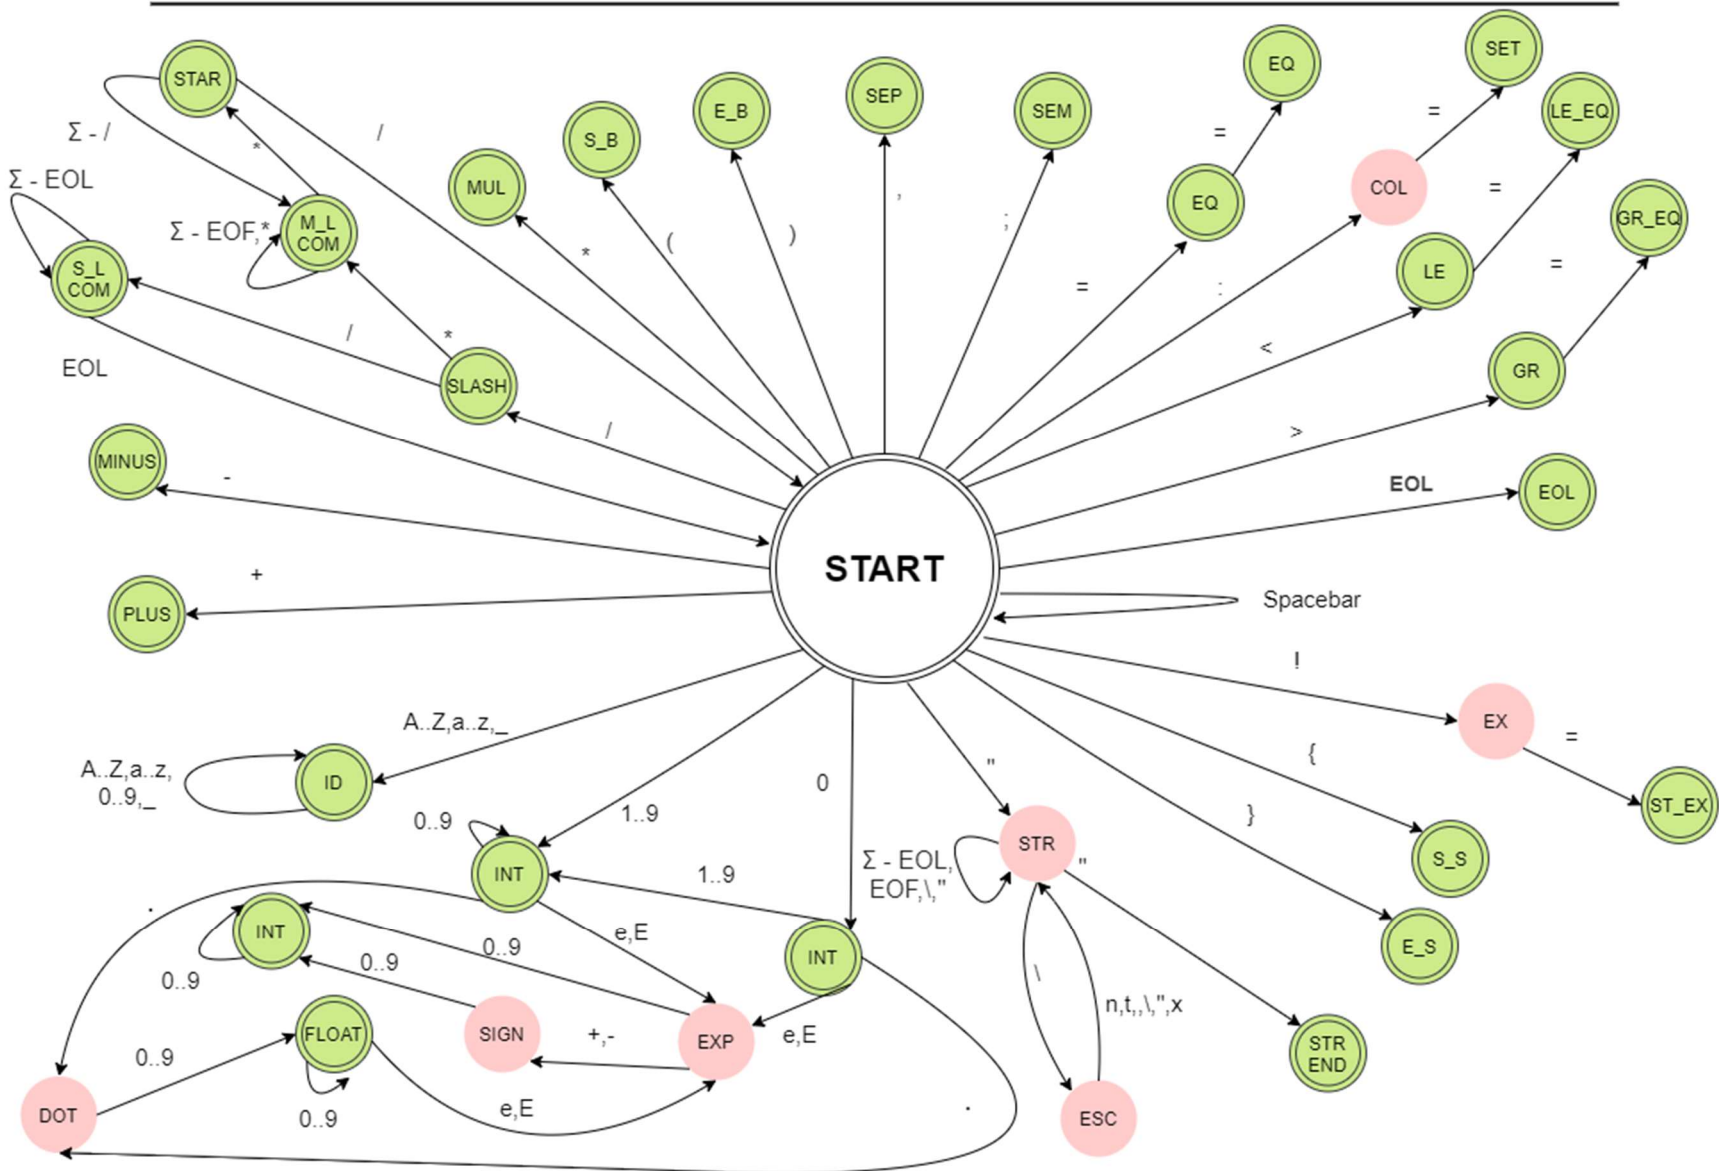 SET
STAR
EQ
SEP
E_B
SEM
LE_EQ
Σ - /
*
/
S_B
=
=
Σ - EOL
MUL
COL
=
,
EQ
GR_EQ
Σ - EOF,*
M_L
COM
*
(
)
;
S_L
COM
LE
=
=
:
/
*
<
EOL
SLASH
GR
/
>
MINUS
-
EOL
EOL
START
+
Spacebar
PLUS
!
A..Z,a..z,_
EX
=
A..Z,a..z,
0..9,_
ID
0
"
{
0..9
1..9
}
ST_EX
STR
"
INT
1..9
Σ - EOL,
EOF,\,"
S_S
.
INT
0..9
e,E
INT
E_S
0..9
0..9
\
n,t,,\,",x
FLOAT
SIGN
+,-
EXP
e,E
STR
END
0..9
DOT
0..9
e,E
.
ESC